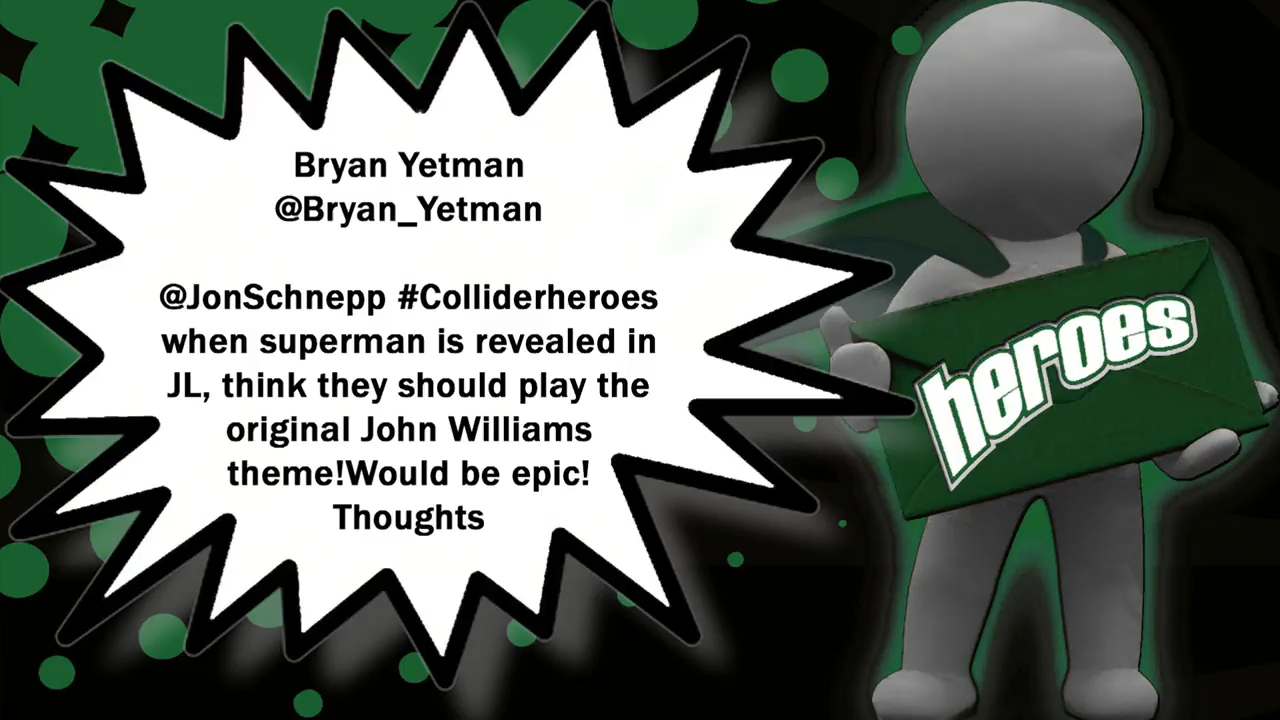 Bryan Yetman
@Bryan_Yetman
@JonSchnepp #Colliderheroes
when superman is revealed in
JL, think they should play the
original John Williams
theme!Would be epic!
Thoughts
heroes